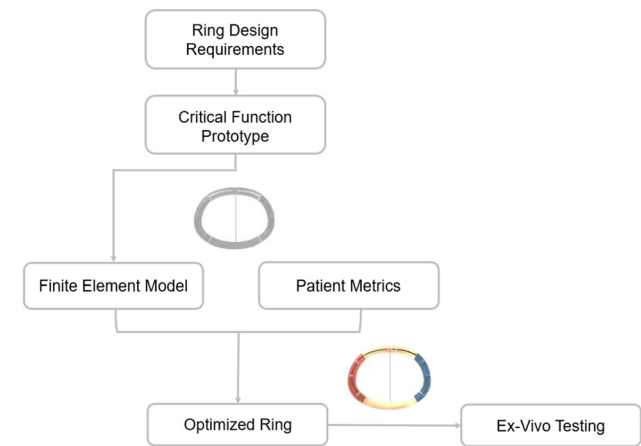 Ring Design
Requirements
Critical Function
Prototype
Finite Element Model
Patient Metrics
Optimized Ring
Ex-Vivo Testing